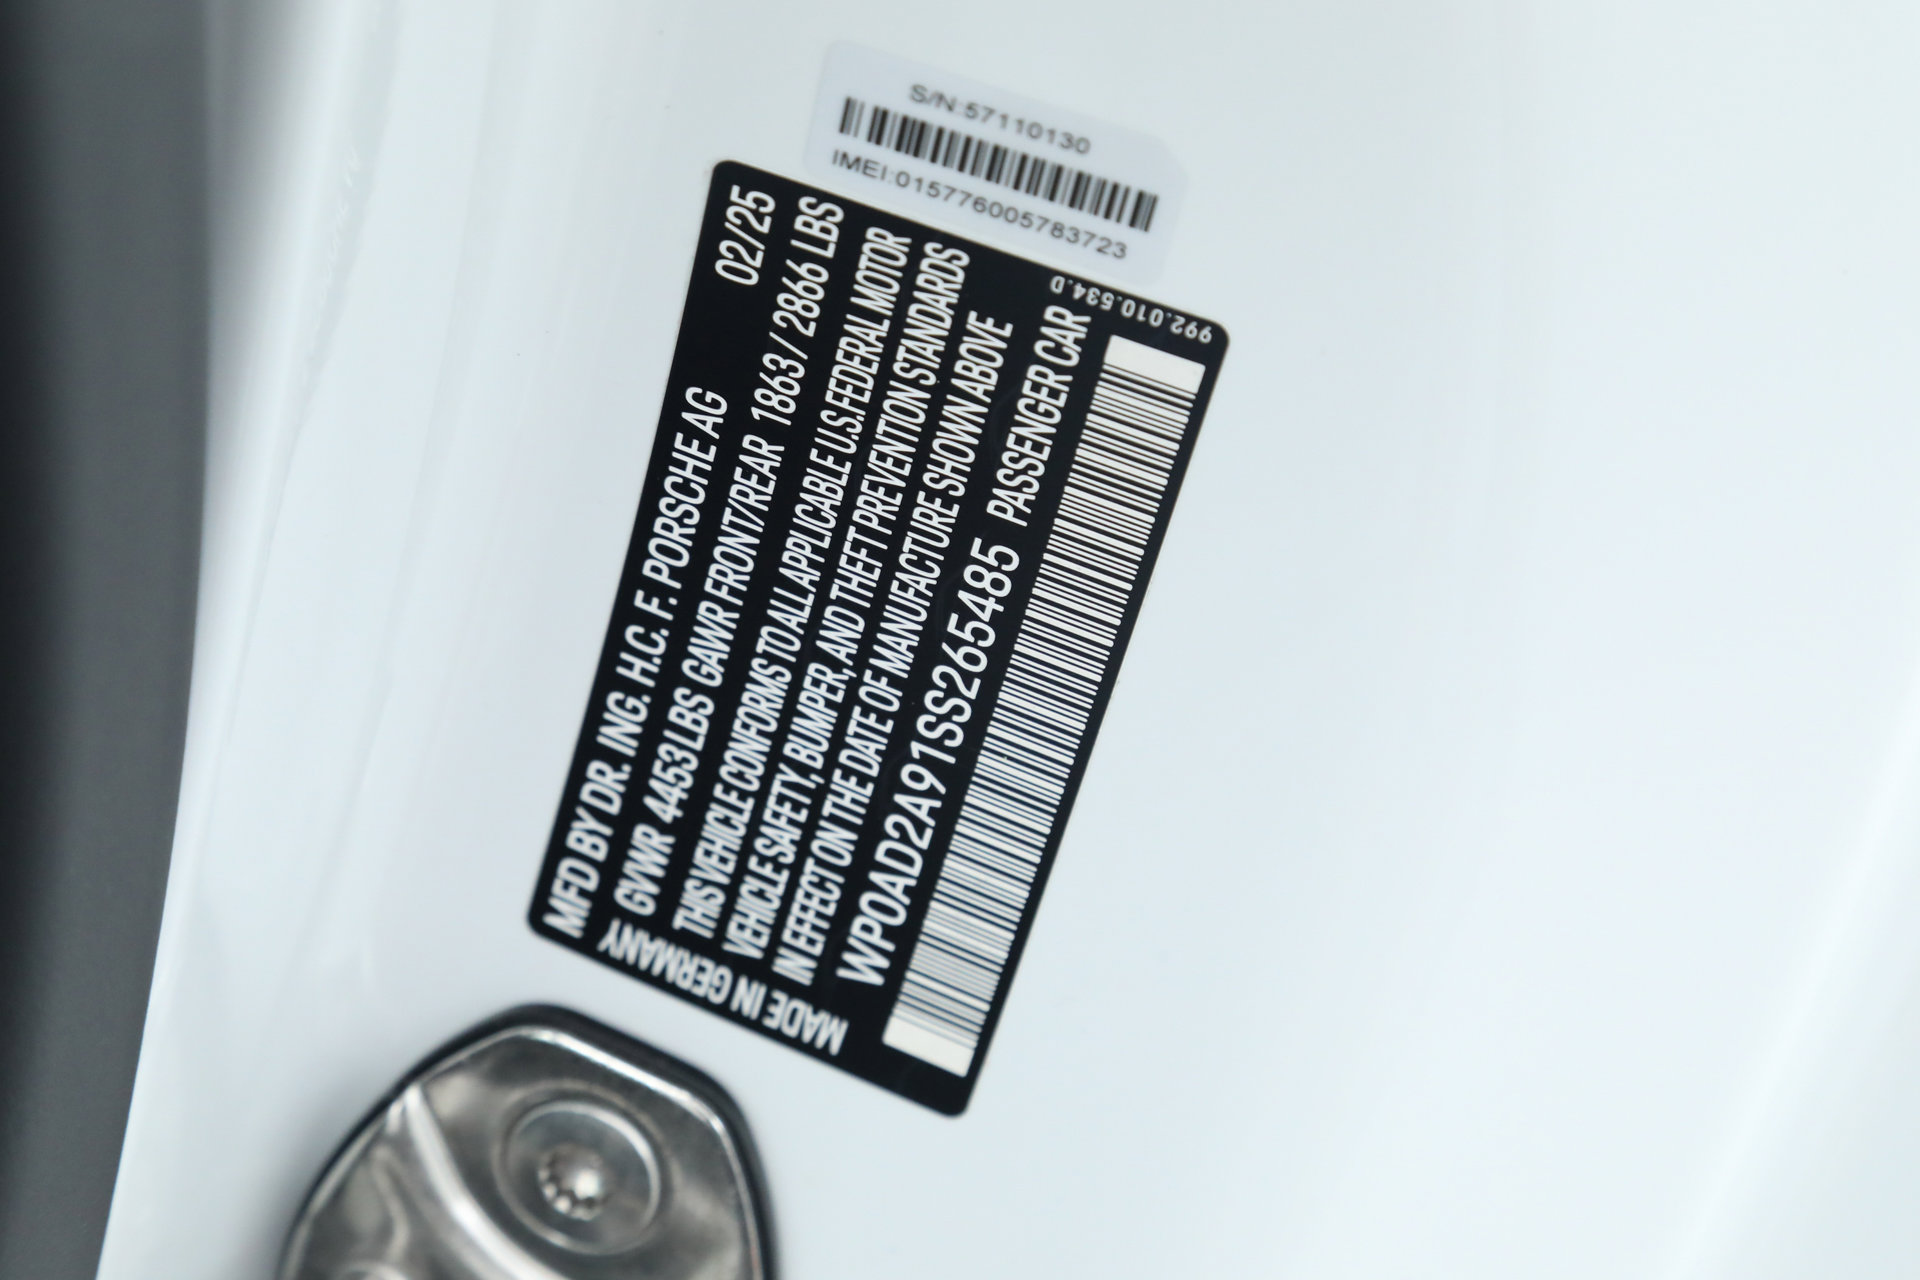 S/N:57110130
IMEI:015776005783723
MFD BY DR. ING. H.C. F. PORSCHE AG 02/25
GVWR 4453 LBS GAWR FRONT/REAR 1863 / 2866 LBS
THIS VEHICLE CONFORMS TO ALL APPLICABLE U.S. FEDERAL MOTOR
VEHICLE SAFETY, BUMPER, AND THEFT PREVENTION STANDARDS
IN EFFECT ON THE DATE OF MANUFACTURE SHOWN ABOVE
WP0AD2A91SS265485 PASSENGER CAR
MADE IN GERMANY
992.010.534.D